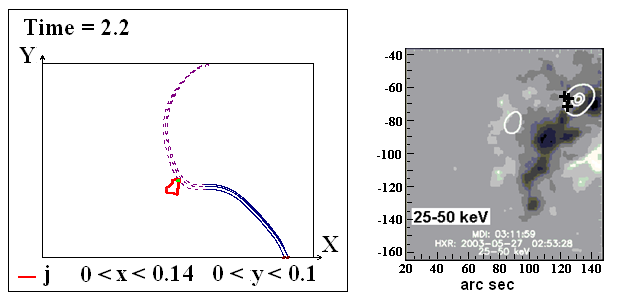 Time = 2.2
Y
X
j 0 < x < 0.14 0 < y < 0.1
-40
-60
-80
-100
-120
-140
-160
25-50 keV
MDI: 03:11:59
HXR: 2003-05-27 02:53:28
25-50 keV
20 40 60 80 100 120 140
arc sec